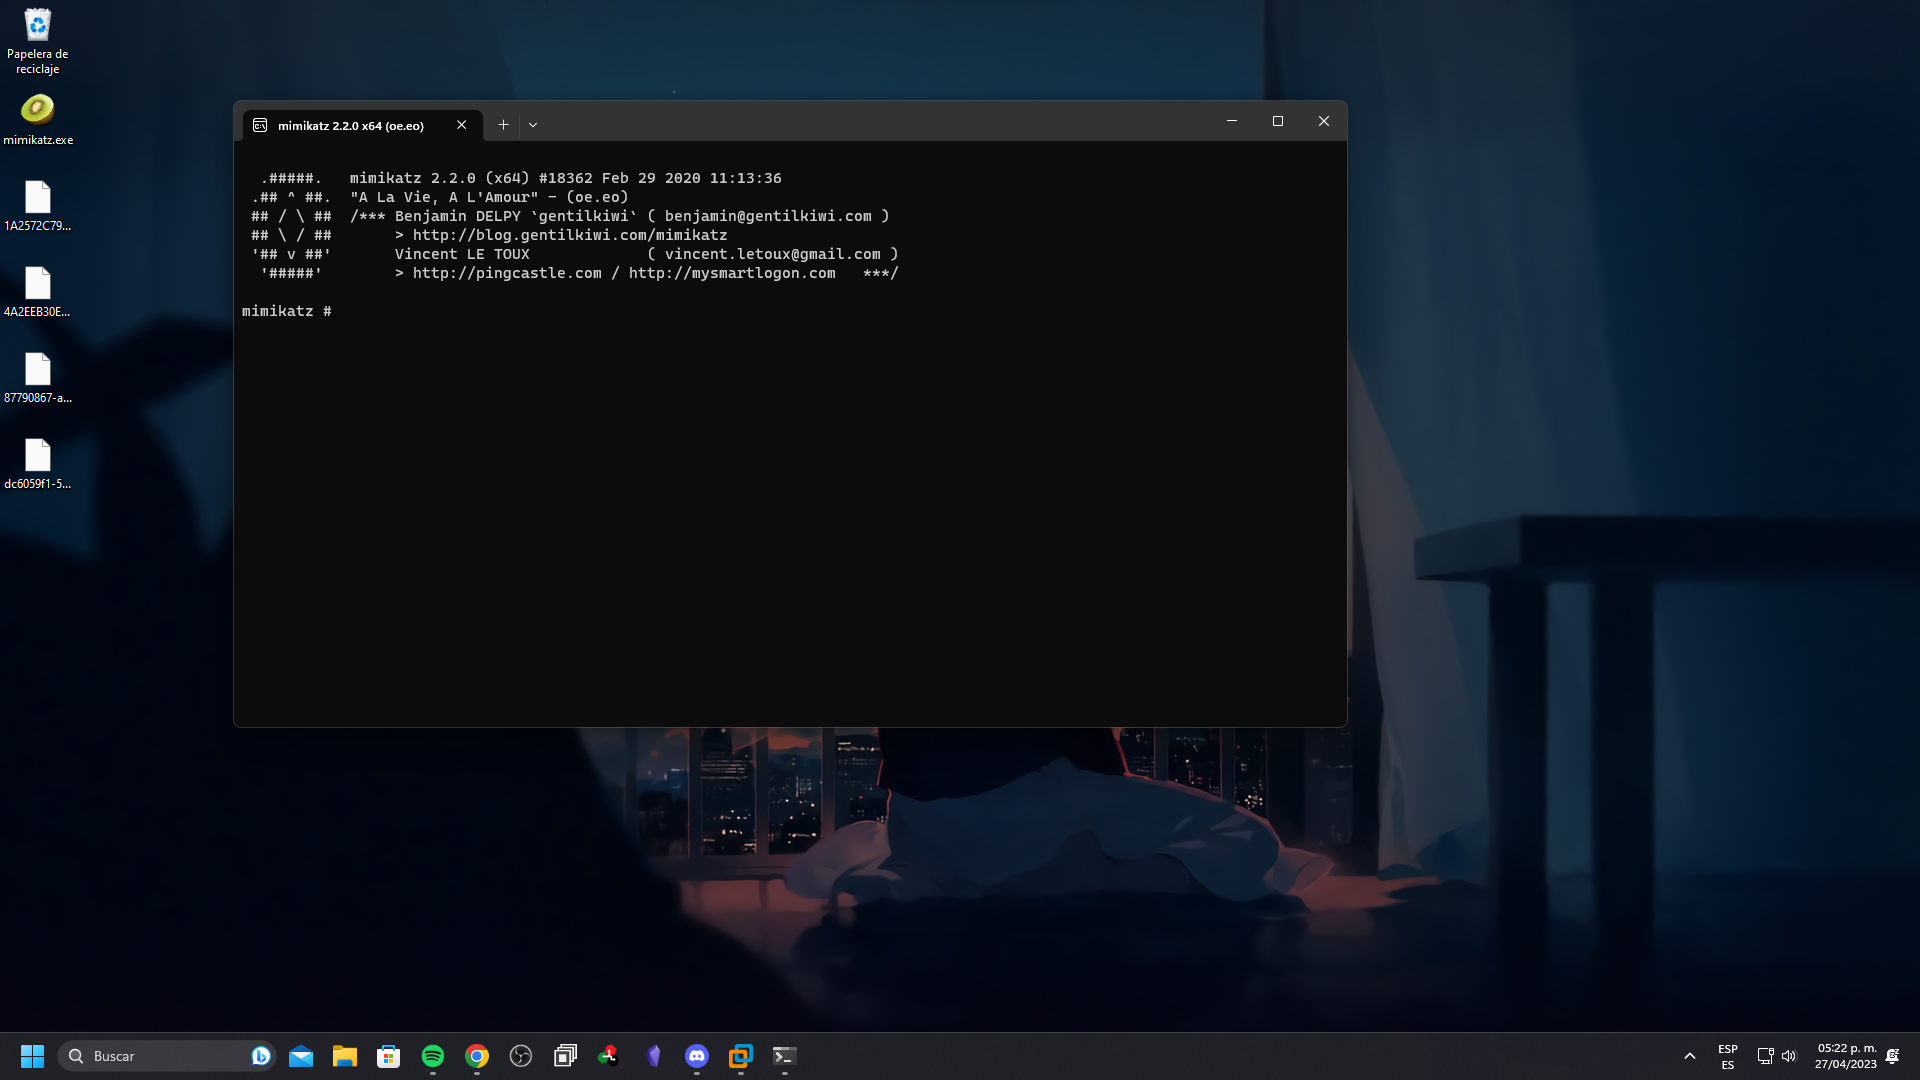 Papelera de
reciclaje
mimikatz.exe
1A2572C79...
4A2EEB30E...
87790867-a...
dc6059f1-5...
mimikatz 2.2.0 x64 (oe.eo)
  .#####.   mimikatz 2.2.0 (x64) #18362 Feb 29 2020 11:13:36
 .## ^ ##.  "A La Vie, A L'Amour" - (oe.eo)
 ## / \ ##  /*** Benjamin DELPY `gentilkiwi` ( benjamin@gentilkiwi.com )
 ## \ / ##       > http://blog.gentilkiwi.com/mimikatz
 '## v ##'       Vincent LE TOUX             ( vincent.letoux@gmail.com )
  '#####'        > http://pingcastle.com / http://mysmartlogon.com   ***/
mimikatz #
Buscar
ESP
ES
05:22 p. m.
27/04/2023